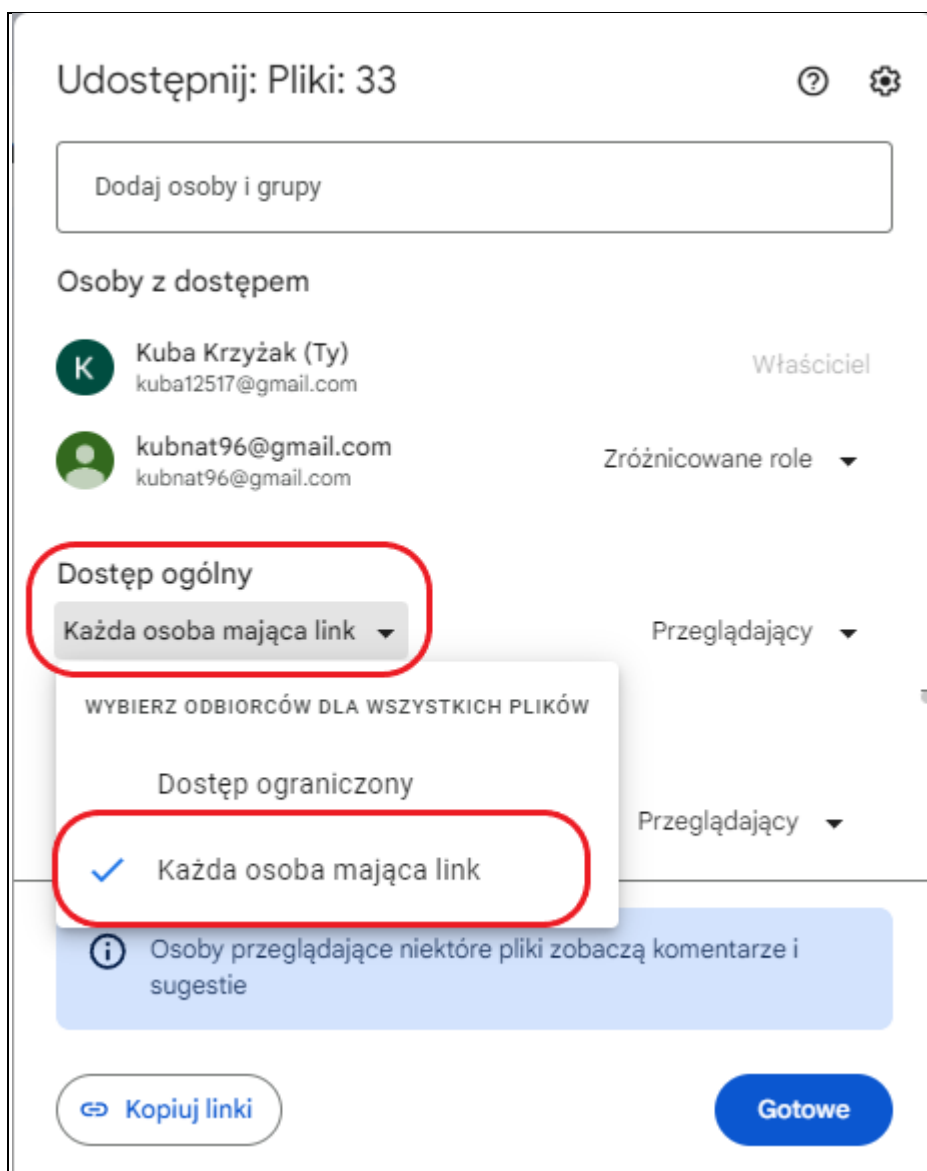 Udostępnij: Pliki: 33
Dodaj osoby i grupy
Osoby z dostępem
K
Kuba Krzyżak (Ty)
kuba12517@gmail.com
Właściciel
kubnat96@gmail.com
kubnat96@gmail.com
Zróżnicowane role
Dostęp ogólny
Każda osoba mająca link
Przeglądający
WYBIERZ ODBIORCÓW DLA WSZYSTKICH PLIKÓW
Dostęp ograniczony
Przeglądający
Każda osoba mająca link
Osoby przeglądające niektóre pliki zobaczą komentarze i
sugestie
Kopiuj linki
Gotowe